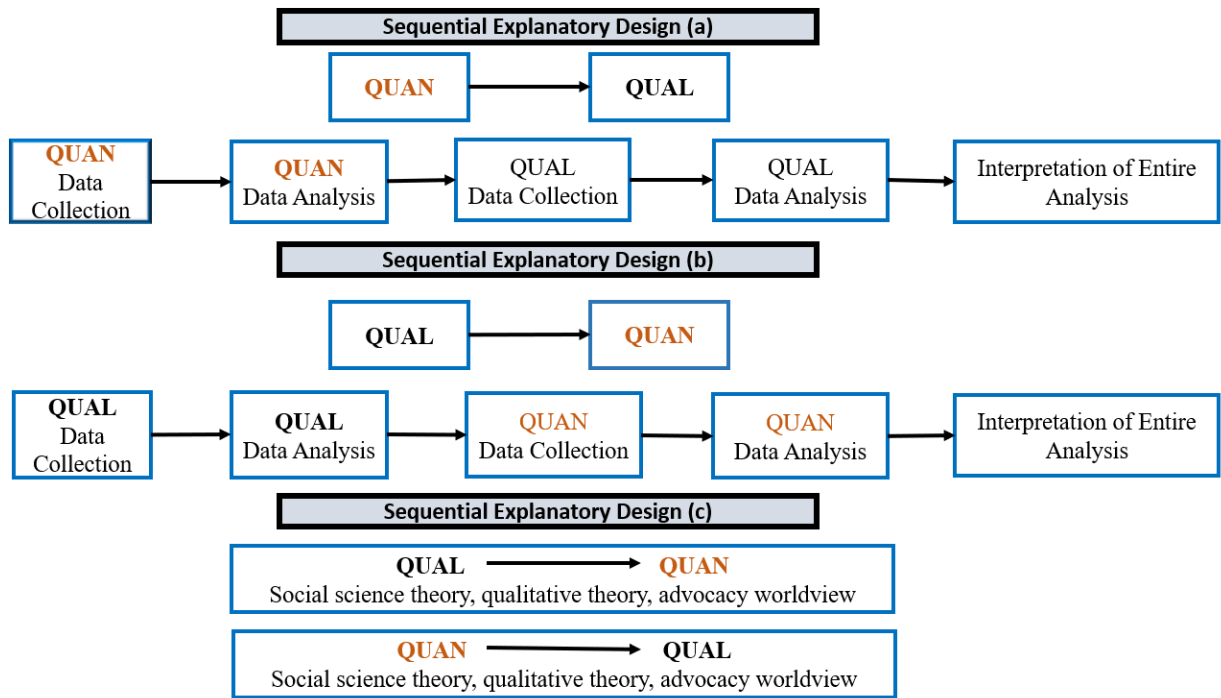 Sequential Explanatory Design (a)
QUAN
QUAL
QUAN
Data
Collection
QUAN
Data Analysis
QUAL
Data Collection
QUAL
Data Analysis
Interpretation of Entire
Analysis
Sequential Explanatory Design (b)
QUAL
QUAN
QUAL
Data
Collection
QUAL
Data Analysis
QUAN
Data Collection
QUAN
Data Analysis
Interpretation of Entire
Analysis
Sequential Explanatory Design (c)
QUAL QUAN
Social science theory, qualitative theory, advocacy worldview
QUAN QUAL
Social science theory, qualitative theory, advocacy worldview